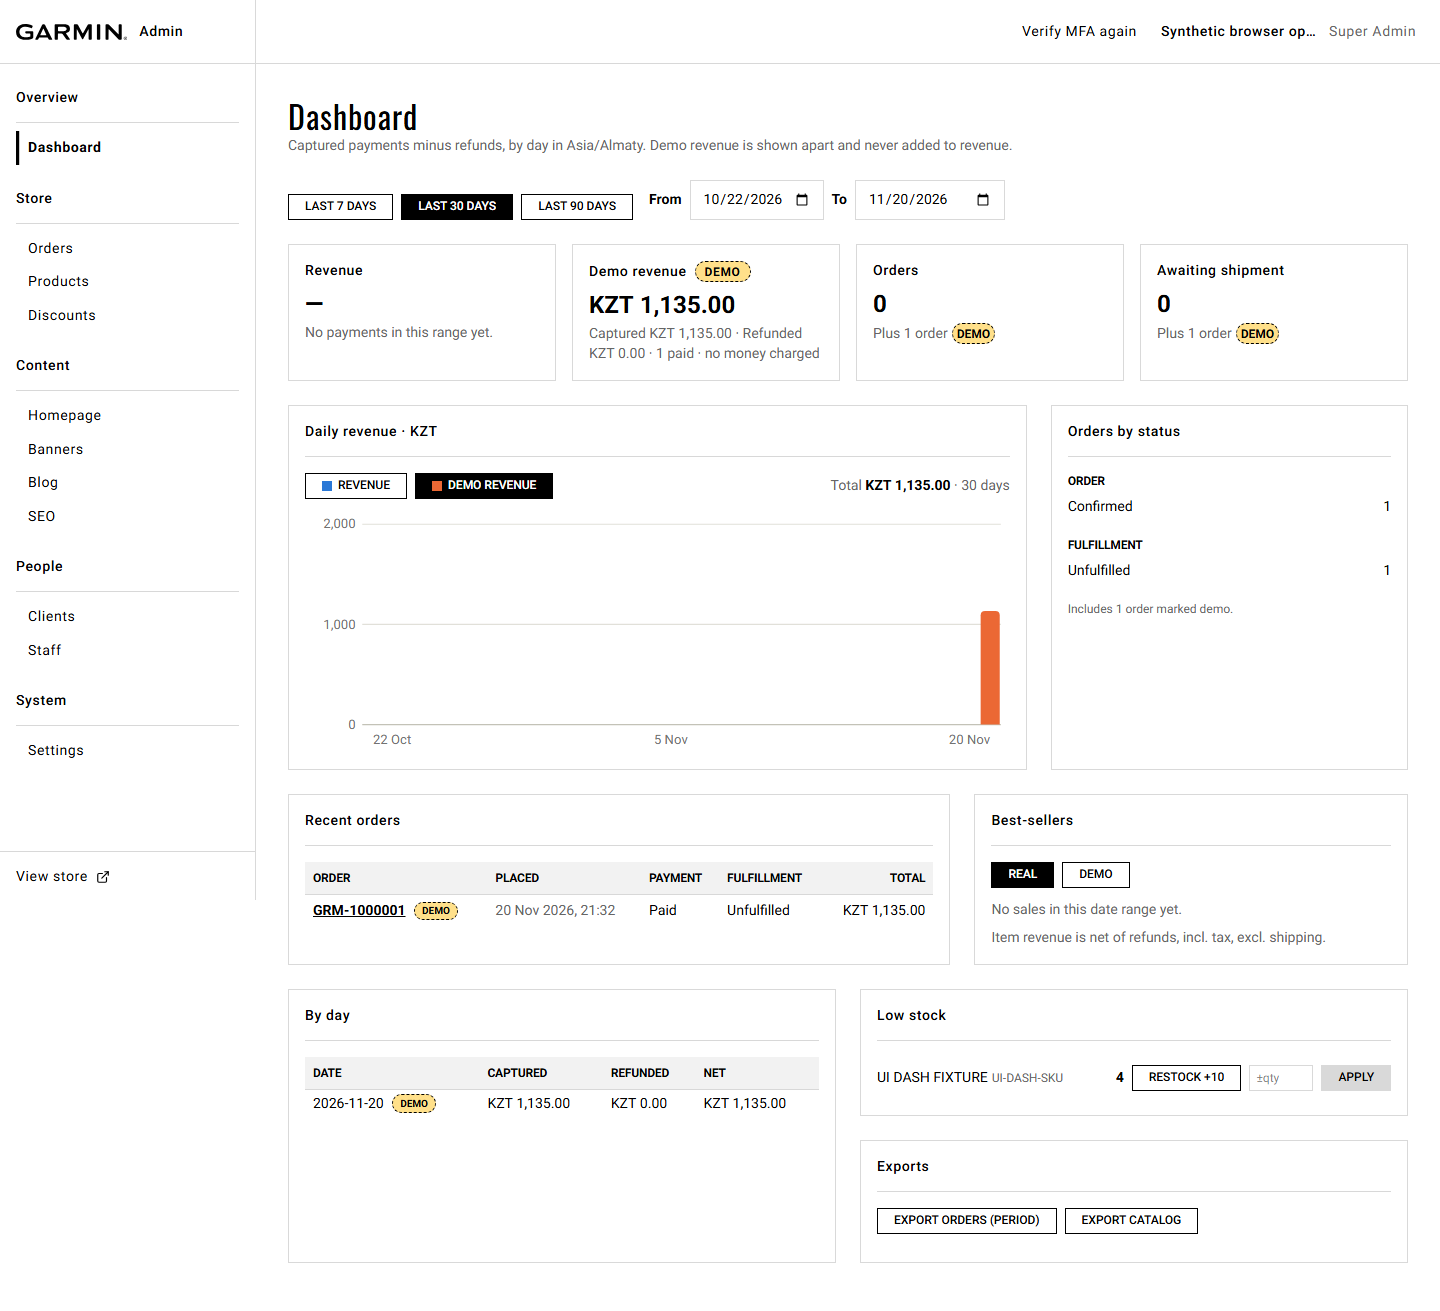 GARMIN. Admin
Verify MFA again
Synthetic browser op...
Super Admin
Overview
Dashboard
Store
Orders
Products
Discounts
Content
Homepage
Banners
Blog
SEO
People
Clients
Staff
System
Settings
View store
Dashboard
Captured payments minus refunds, by day in Asia/Almaty. Demo revenue is shown apart and never added to revenue.
LAST 7 DAYS
LAST 30 DAYS
LAST 90 DAYS
From 10/22/2026
To 11/20/2026
Revenue
—
No payments in this range yet.
Demo revenue DEMO
KZT 1,135.00
Captured KZT 1,135.00 · Refunded
KZT 0.00 · 1 paid · no money charged
Orders
0
Plus 1 order DEMO
Awaiting shipment
0
Plus 1 order DEMO
Daily revenue · KZT
REVENUE
DEMO REVENUE
Total KZT 1,135.00 · 30 days
2,000
1,000
0
22 Oct
5 Nov
20 Nov
Orders by status
ORDER
Confirmed 1
FULFILLMENT
Unfulfilled 1
Includes 1 order marked demo.
Recent orders
ORDER PLACED PAYMENT FULFILLMENT TOTAL
GRM-1000001 DEMO 20 Nov 2026, 21:32 Paid Unfulfilled KZT 1,135.00
Best-sellers
REAL
DEMO
No sales in this date range yet.
Item revenue is net of refunds, incl. tax, excl. shipping.
By day
DATE CAPTURED REFUNDED NET
2026-11-20 DEMO KZT 1,135.00 KZT 0.00 KZT 1,135.00
Low stock
UI DASH FIXTURE UI-DASH-SKU 4 RESTOCK +10 ±qty APPLY
Exports
EXPORT ORDERS (PERIOD)
EXPORT CATALOG